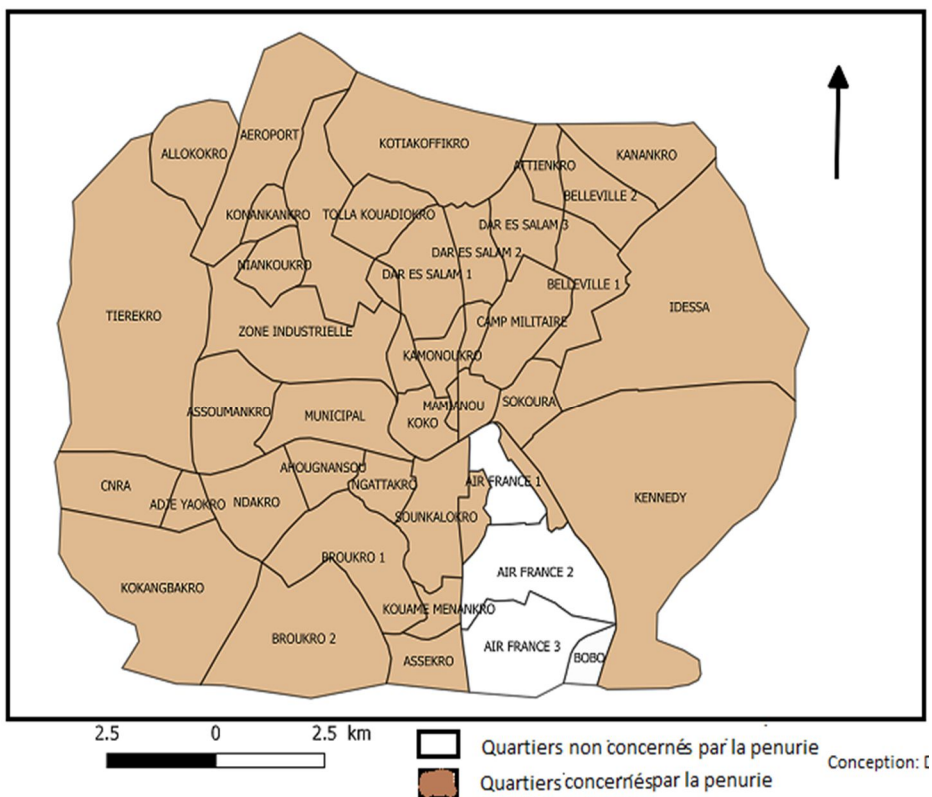 AEROPORT
ALLOKOKRO
KOTIAKOFFIKRO
ATTIENKRO
KANANKRO
BELLEVILLE 2
KONANKANKRO
TOLLA KOUADIOKRO
DAR ES SALAM 3
DAR ES SALAM 2
NIANKOUKRO
DAR ES SALAM 1
BELLEVILLE 1
TIEREKRO
ZONE INDUSTRIELLE
CAMP MILITAIRE
IDESSA
KAMONOUKRO
ASSOUMANKRO
MUNICIPAL
KOKO
MAMIANOU
SOKOURA
CNRA
AHOUGNANSOU
NGATTAKRO
AIR FRANCE 1
KENNEDY
ADJE YAOKRO
NDAKRO
SOUNKALOKRO
BROUKRO 1
AIR FRANCE 2
KOKANGBAKRO
KOUAME MENANKRO
BROUKRO 2
ASSEKRO
AIR FRANCE 3
BOBO
2.5 0 2.5 km
Quartiers non concernés par la penurie
Conception: D
Quartiers concernés par la penurie